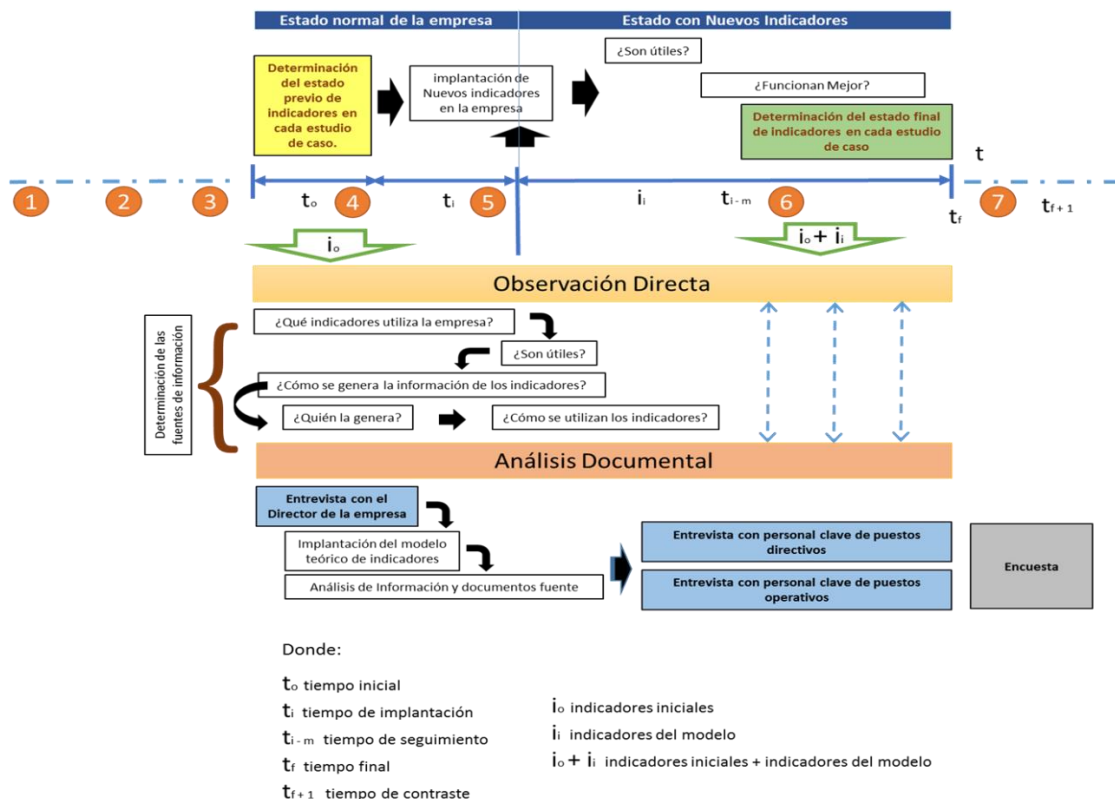 Estado normal de la empresa
Estado con Nuevos Indicadores
¿Son útiles?
Determinación
del estado
previo de
indicadores en
cada estudio
de caso.
implantación de
Nuevos indicadores
en la empresa
¿Funcionan Mejor?
Determinación del estado final
de indicadores en cada estudio
de caso
t
1
2
3
to
4
ti
5
ii
ti-m
6
tf
7
tf+1
io
io+ ii
Observación Directa
Determinación de las
fuentes de información
¿Qué indicadores utiliza la empresa?
¿Son útiles?
¿Cómo se genera la información de los indicadores?
¿Quién la genera?
¿Cómo se utilizan los indicadores?
Análisis Documental
Entrevista con el
Director de la empresa
Implantación del modelo
teórico de indicadores
Análisis de Información y documentos fuente
Entrevista con personal clave de puestos
directivos
Entrevista con personal clave de puestos
operativos
Encuesta
Donde:
to tiempo inicial
ti tiempo de implantación
ti-m tiempo de seguimiento
tf tiempo final
tf+1 tiempo de contraste
io indicadores iniciales
ii indicadores del modelo
io+ ii indicadores iniciales + indicadores del modelo